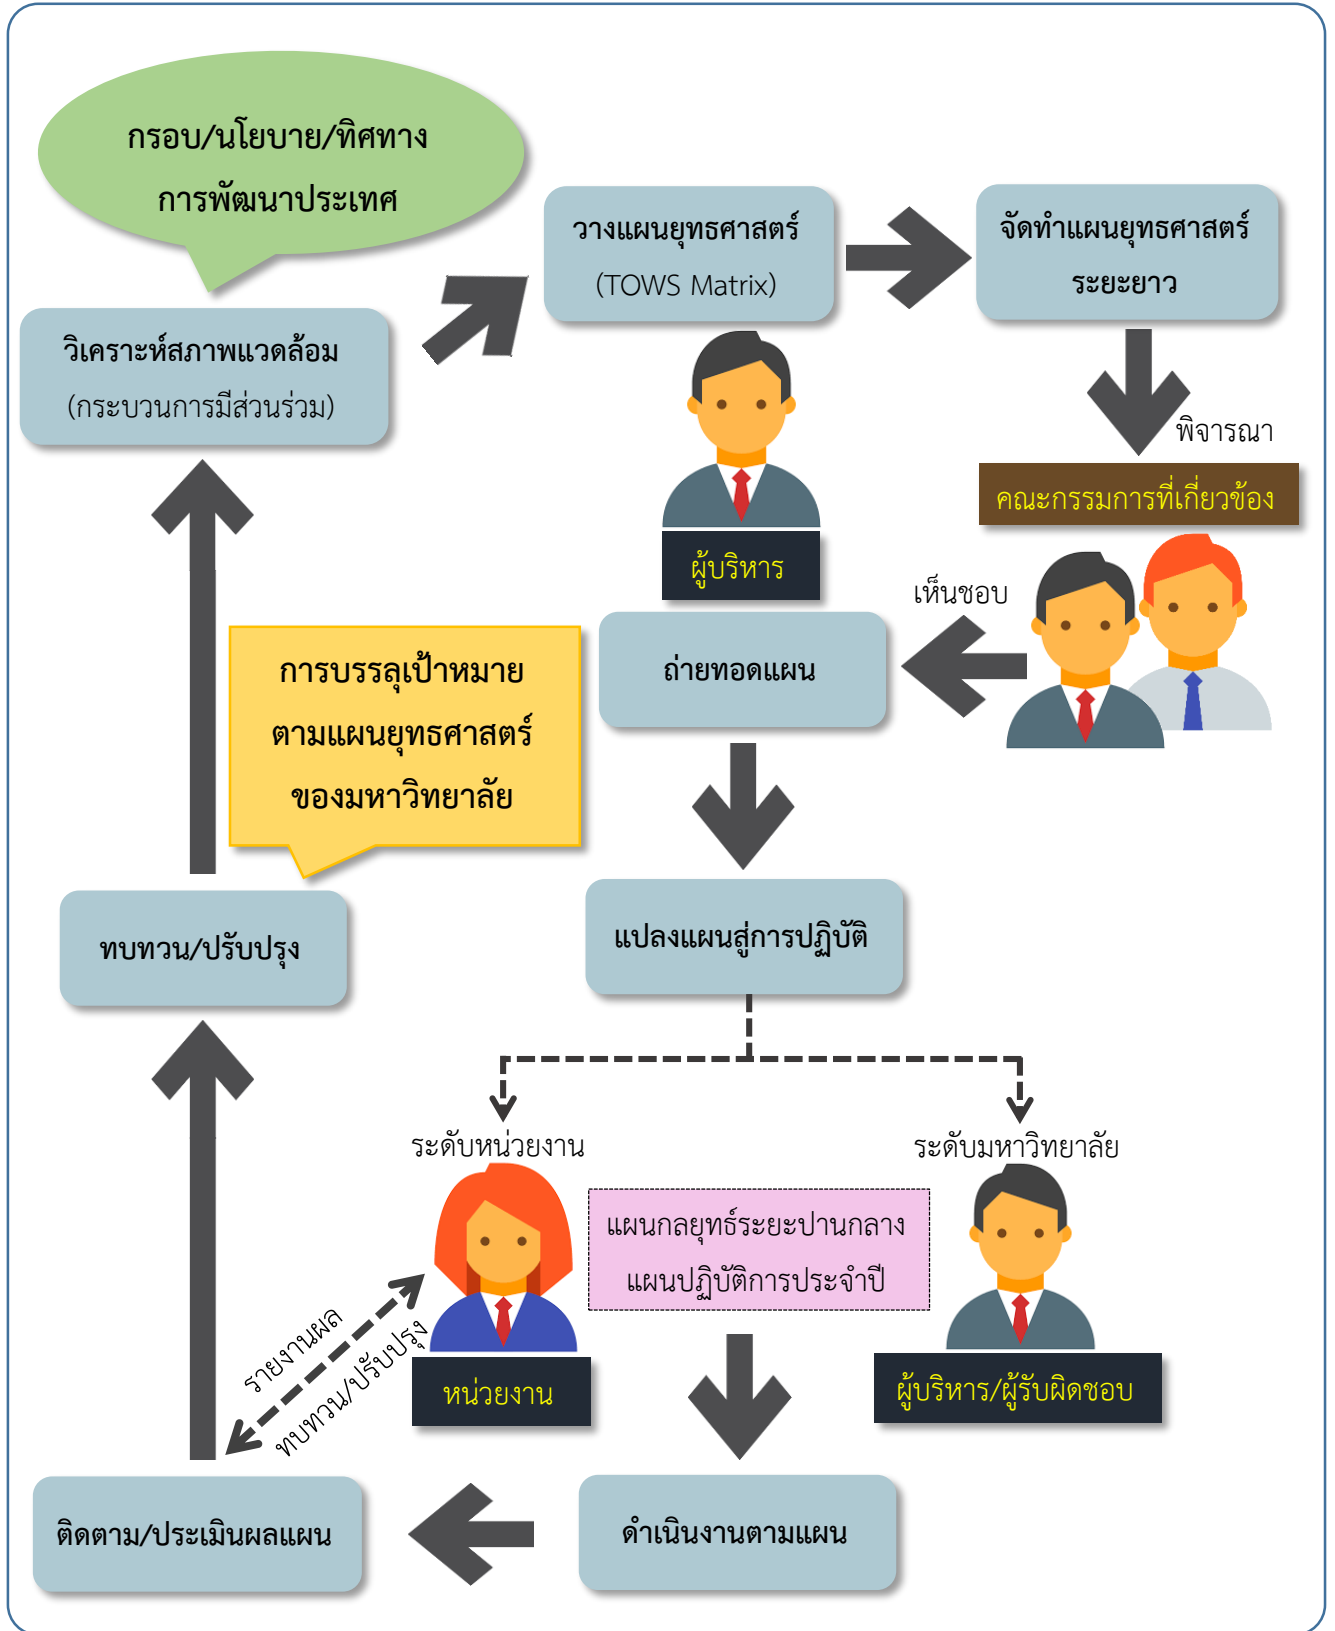 กรอบ/นโยบาย/ทิศทาง
การพัฒนาประเทศ
วิเคราะห์สภาพแวดล้อม
(กระบวนการมีส่วนร่วม)
วางแผนยุทธศาสตร์
(TOWS Matrix)
จัดทำแผนยุทธศาสตร์
ระยะยาว
พิจารณา
คณะกรรมการที่เกี่ยวข้อง
ผู้บริหาร
เห็นชอบ
ถ่ายทอดแผน
การบรรลุเป้าหมาย
ตามแผนยุทธศาสตร์
ของมหาวิทยาลัย
แปลงแผนสู่การปฏิบัติ
ทบทวน/ปรับปรุง
ระดับหน่วยงาน
ระดับมหาวิทยาลัย
แผนกลยุทธ์ระยะปานกลาง
แผนปฏิบัติการประจำปี
หน่วยงาน
ผู้บริหาร/ผู้รับผิดชอบ
รายงานผล
ทบทวน/ปรับปรุง
ดำเนินงานตามแผน
ติดตาม/ประเมินผลแผน